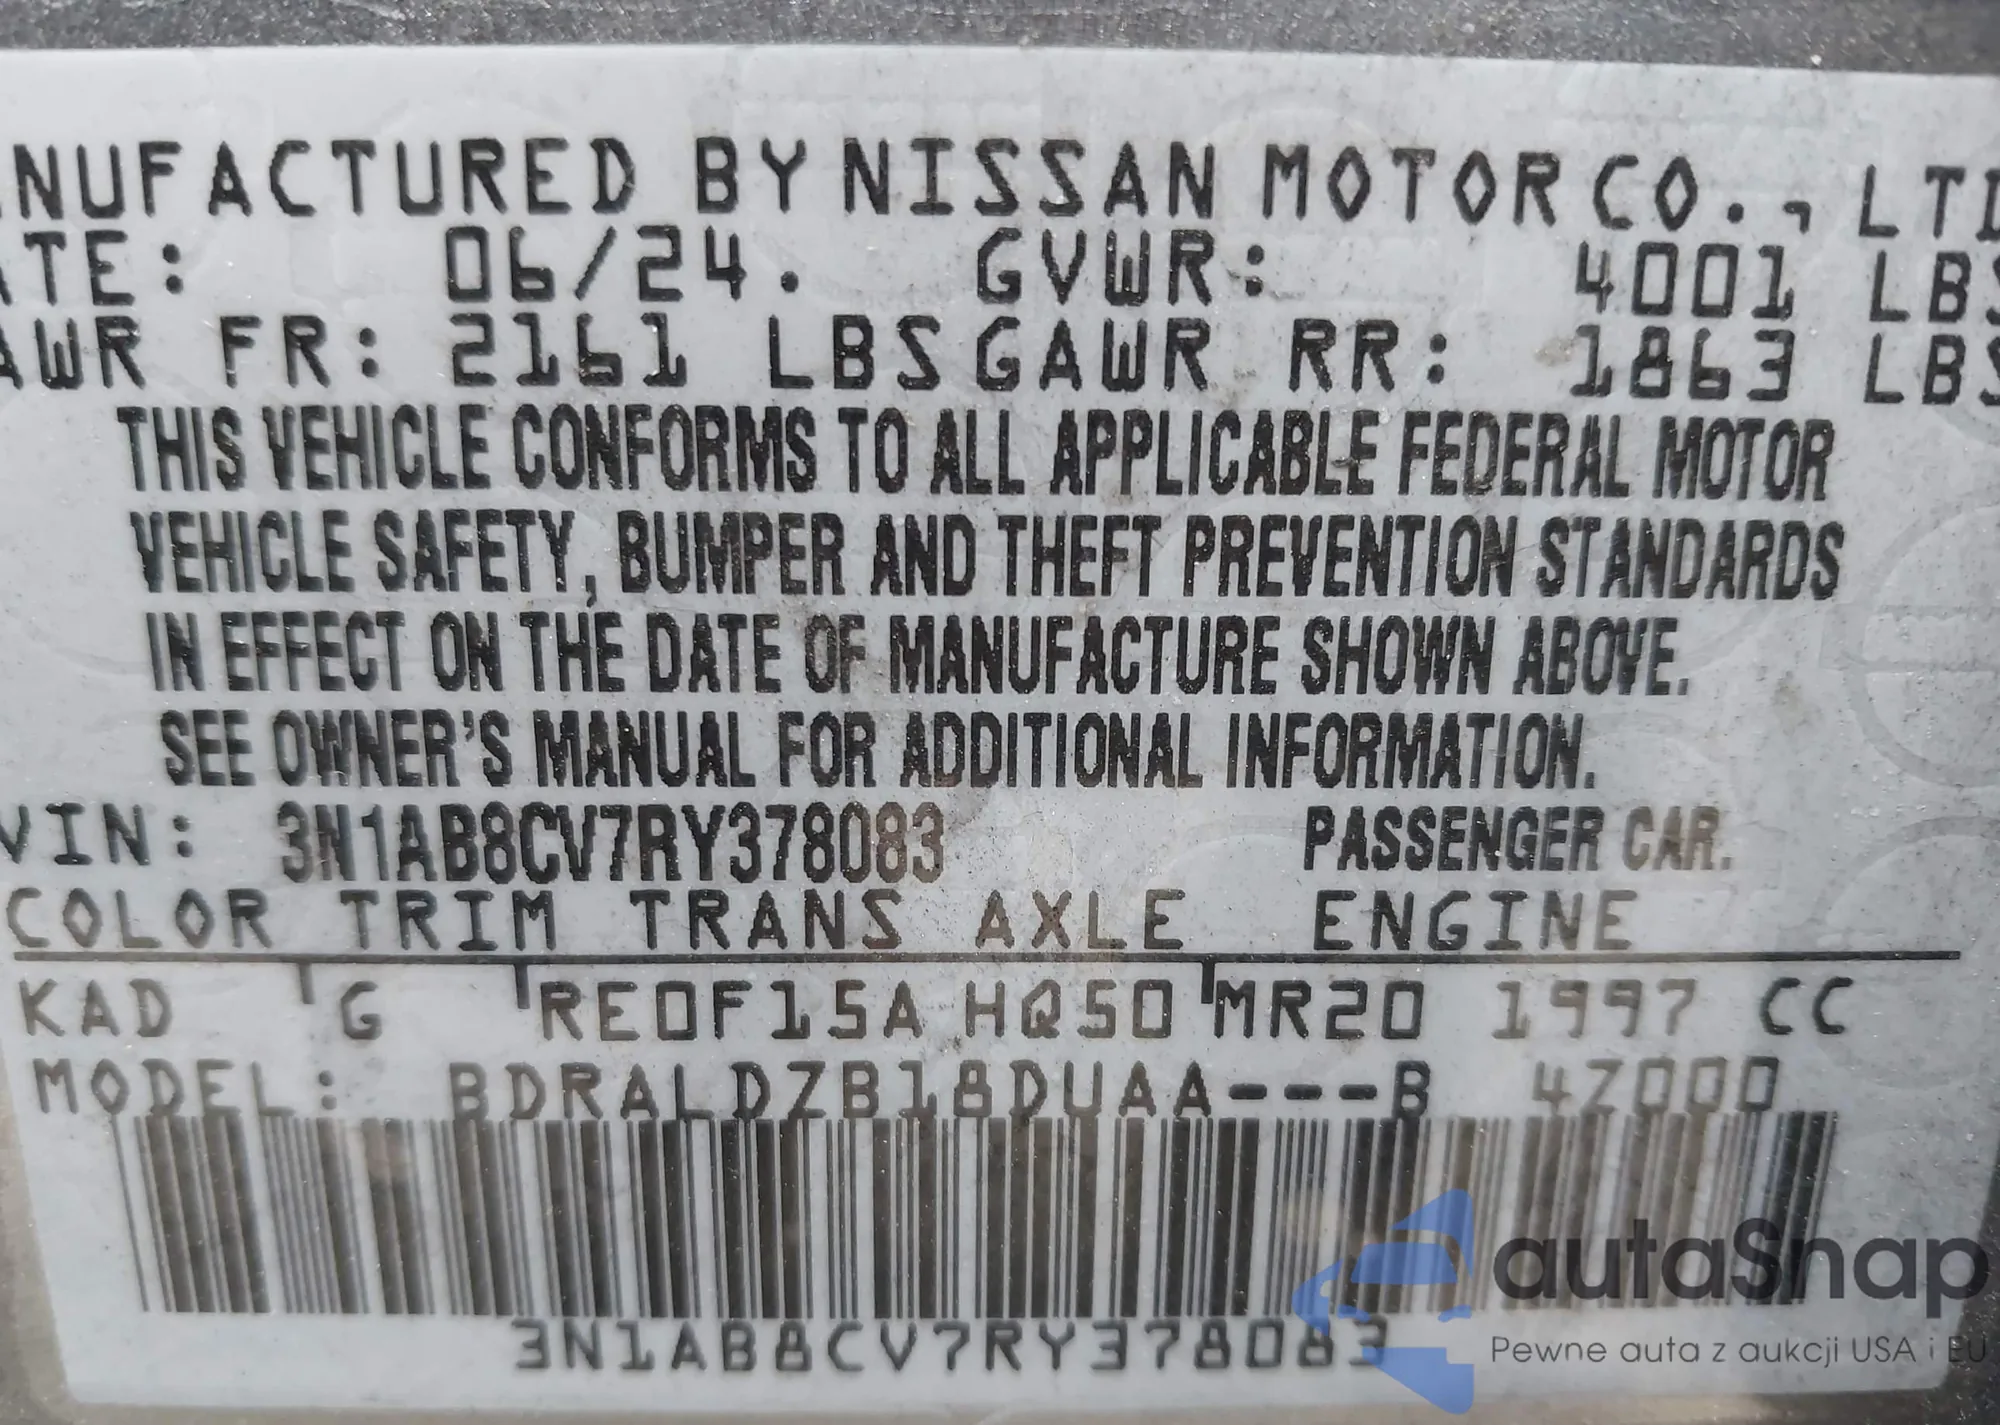 NUFACTURED BY NISSAN MOTOR CO., LTD
ATE: 06/24. GVWR: 4001 LBS
AWR FR: 2161 LBS GAWR RR: 1863 LBS
THIS VEHICLE CONFORMS TO ALL APPLICABLE FEDERAL MOTOR
VEHICLE SAFETY, BUMPER AND THEFT PREVENTION STANDARDS
IN EFFECT ON THE DATE OF MANUFACTURE SHOWN ABOVE.
SEE OWNER'S MANUAL FOR ADDITIONAL INFORMATION.
VIN: 3N1AB8CV7RY378083 PASSENGER CAR.
COLOR TRIM TRANS AXLE ENGINE
KAD G RE0F15A HQ50 MR20 1997 CC
MODEL: BDRALDZB18DUAA---B 4Z000
3N1AB8CV7RY378083
autoSnap
Pewne auta z aukcji USA i EU